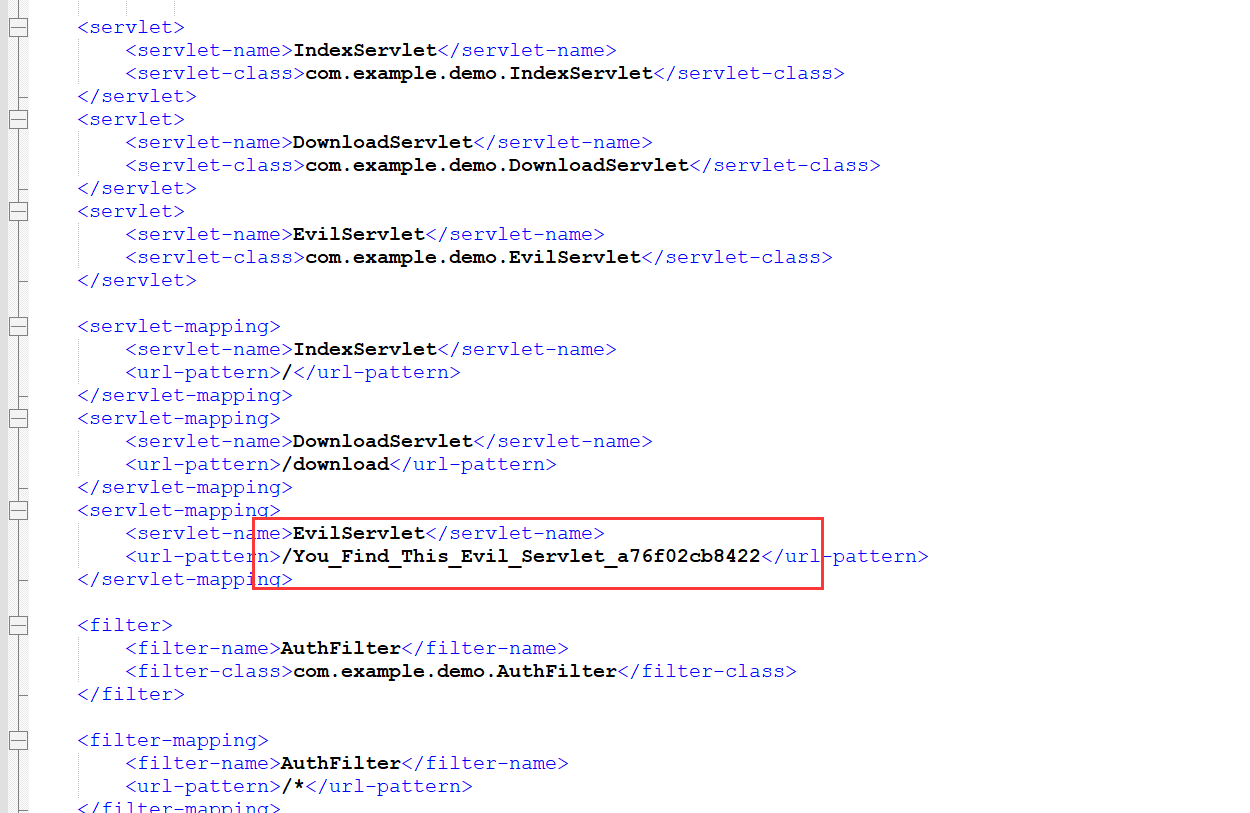 <servlet>
<servlet-name>IndexServlet</servlet-name>
<servlet-class>com.example.demo.IndexServlet</servlet-class>
</servlet>
<servlet>
<servlet-name>DownloadServlet</servlet-name>
<servlet-class>com.example.demo.DownloadServlet</servlet-class>
</servlet>
<servlet>
<servlet-name>EvilServlet</servlet-name>
<servlet-class>com.example.demo.EvilServlet</servlet-class>
</servlet>
<servlet-mapping>
<servlet-name>IndexServlet</servlet-name>
<url-pattern>/</url-pattern>
</servlet-mapping>
<servlet-mapping>
<servlet-name>DownloadServlet</servlet-name>
<url-pattern>/download</url-pattern>
</servlet-mapping>
<servlet-mapping>
<servlet-name>EvilServlet</servlet-name>
<url-pattern>/You_Find_This_Evil_Servlet_a76f02cb8422</url-pattern>
</servlet-mapping>
<filter>
<filter-name>AuthFilter</filter-name>
<filter-class>com.example.demo.AuthFilter</filter-class>
</filter>
<filter-mapping>
<filter-name>AuthFilter</filter-name>
<url-pattern>/*</url-pattern>
</filter-mapping>